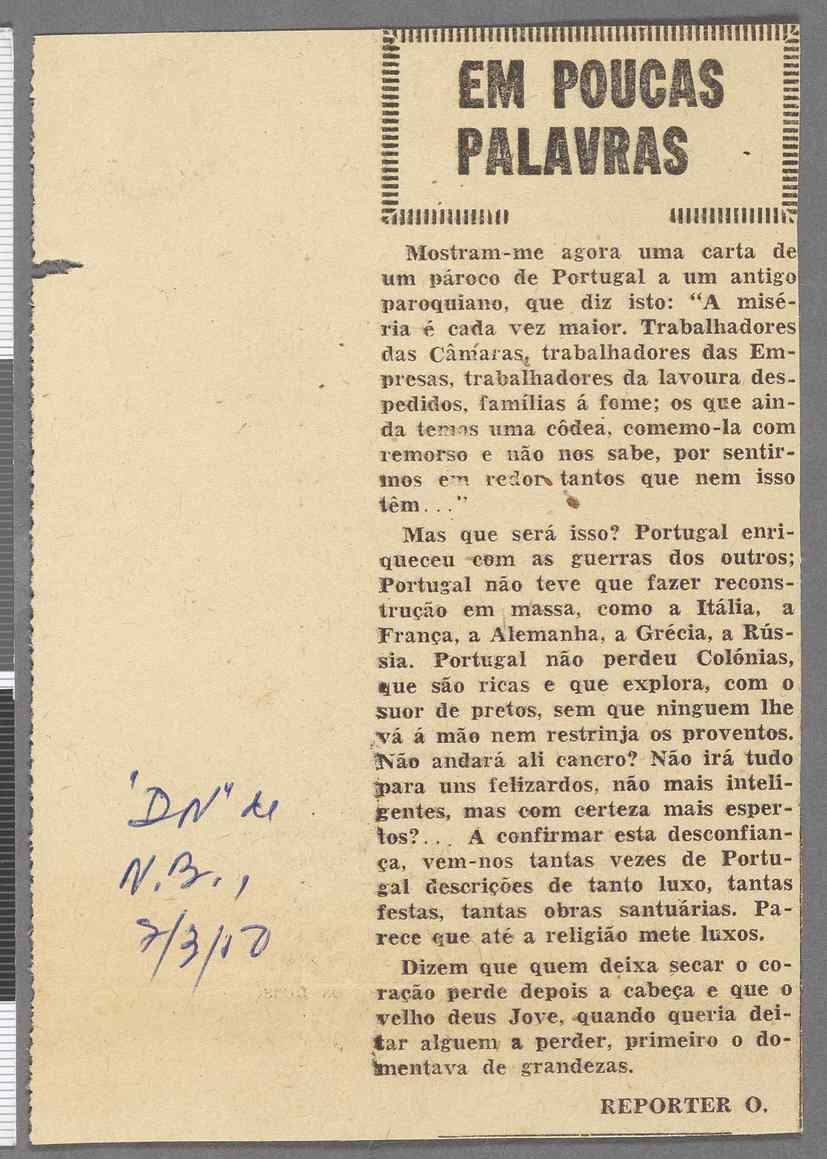 EM POUCAS
PALAVRAS
Mostram-me agora uma carta de
um pároco de Portugal a um antigo
paroquiano, que diz isto: "A misé-
ria é cada vez maior. Trabalhadores
das Câmaras, trabalhadores das Em-
presas, trabalhadores da lavoura des-
pedidos, famílias á fome; os que ain-
da temos uma côdea, comemo-la com
remorso e não nos sabe, por sentir-
mos em redor tantos que nem isso
têm..."
Mas que será isso? Portugal enri-
queceu com as guerras dos outros;
Portugal não teve que fazer recons-
trução em massa, como a Itália, a
França, a Alemanha, a Grécia, a Rús-
sia. Portugal não perdeu Colónias,
que são ricas e que explora, com o
suor de pretos, sem que ninguem lhe
vá á mão nem restrinja os proventos.
Não andará ali cancro? Não irá tudo
para uns felizardos, não mais inteli-
gentes, mas com certeza mais esper-
tos?... A confirmar esta desconfian-
ça, vem-nos tantas vezes de Portu-
gal descrições de tanto luxo, tantas
festas, tantas obras santuárias. Pa-
rece que até a religião mete luxos.
Dizem que quem deixa secar o co-
ração perde depois a cabeça e que o
velho deus Jove, quando queria dei-
tar alguem a perder, primeiro o do-
mentava de grandezas.
REPORTER O.
"DN" de
N.B.,